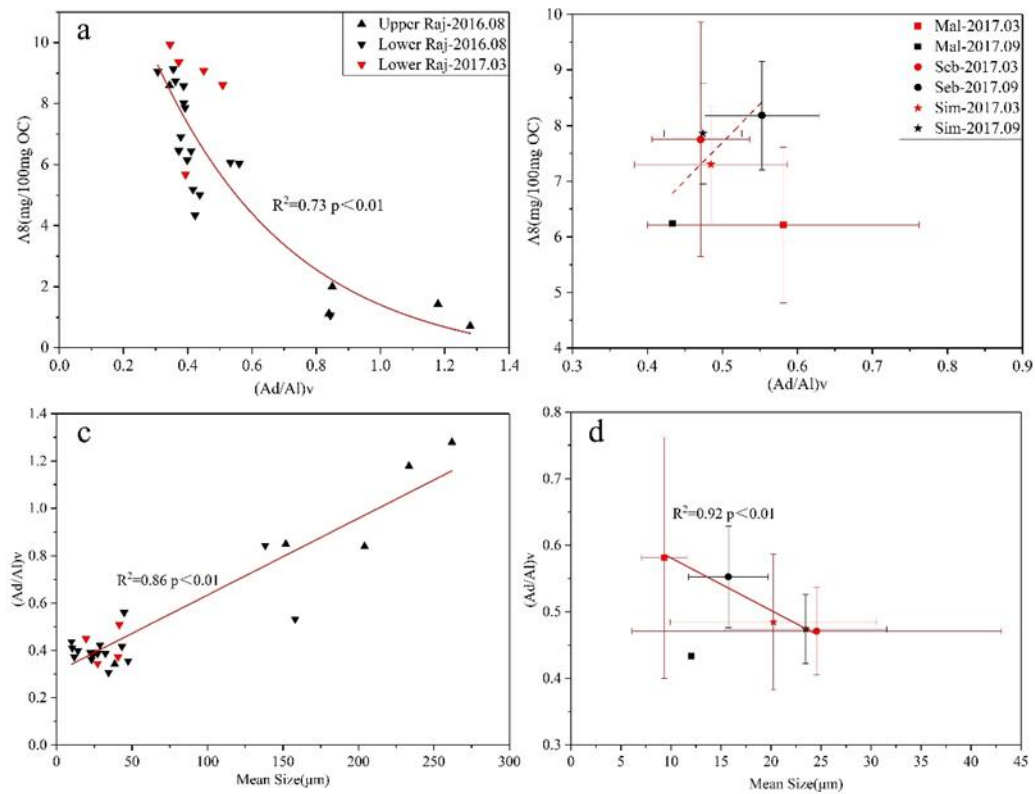 a
Upper Raj-2016.08
Lower Raj-2016.08
Lower Raj-2017.03
10
8
6
4
2
0
Λ8(mg/100mg OC)
R²=0.73 p<0.01
0.0 0.2 0.4 0.6 0.8 1.0 1.2 1.4
(Ad/Al)v
Mal-2017.03
Mal-2017.09
Seb-2017.03
Seb-2017.09
Sim-2017.03
Sim-2017.09
10
9
8
7
6
5
4
Λ8(mg/100mg OC)
0.3 0.4 0.5 0.6 0.7 0.8 0.9
(Ad/Al)v
c
1.4
1.2
1.0
0.8
0.6
0.4
0.2
0.0
(Ad/Al)v
R²=0.86 p<0.01
0 50 100 150 200 250 300
Mean Size(μm)
d
0.8
0.7
0.6
0.5
0.4
0.3
(Ad/Al)v
R²=0.92 p<0.01
5 10 15 20 25 30 35 40 45
Mean Size(μm)